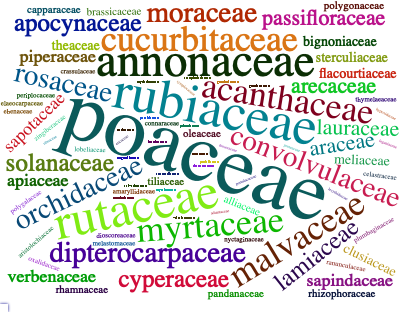 capparaceae
brassicaceae
moraceae
polygonaceae
apocynaceae
passifloraceae
theaceae
cucurbitaceae
bignoniaceae
piperaceae
annonaceae
sterculiaceae
crassulaceae
flacourtiaceae
rosaceae
rubiaceae
acanthaceae
arecaceae
periplocaceae
thymelaeaceae
elaeocarpaceae
rhenaceae
sapotaceae
poaceae
connaraceae
oleaceae
lauraceae
convolvulaceae
araceae
lobeliaceae
meliaceae
solanaceae
celastraceae
apiaceae
tiliaceae
orchidaceae
amaryllidaceae
polygalaceae
rutaceae
alliaceae
myrtaceae
malvaceae
plumbaginaceae
aristolochiaceae
dioscoreaceae
melastomaceae
nyctaginaceae
lamiaceae
clusiaceae
oxalidaceae
dipterocarpaceae
ranunculaceae
verbenaceae
cyperaceae
sapindaceae
rhamnaceae
pandanaceae
rhizophoraceae